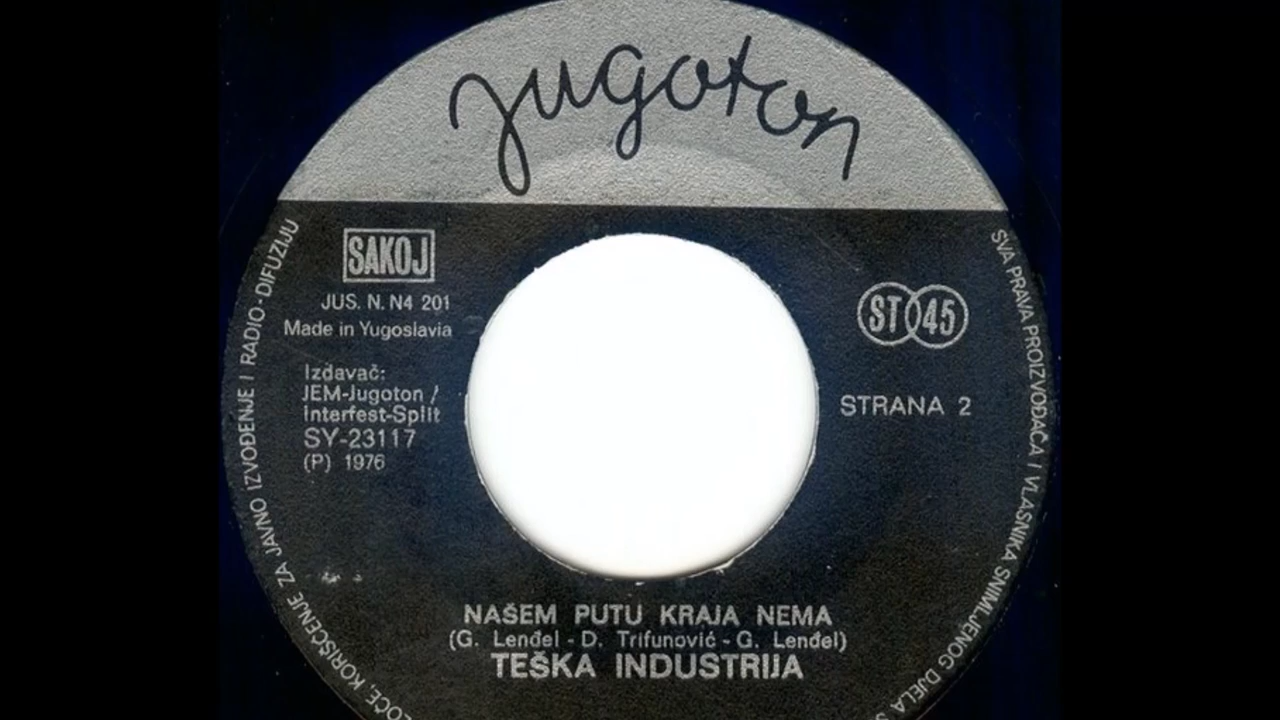 Jugoton
SAKOJ
JUS. N. N4 201
Made in Yugoslavia
Izdavač:
JEM-Jugoton /
Interfest-Split
SY-23117
(P) 1976
ST 45
STRANA 2
NAŠEM PUTU KRAJA NEMA
(G. Lenđel - D. Trifunović - G. Lenđel)
TEŠKA INDUSTRIJA
SVA PRAVA PROIZVOĐAČA I VLASNIKA SNIMLJENOG DJELA
KORIŠĆENJE ZA JAVNO IZVOĐENJE I RADIO-DIFUZIJU